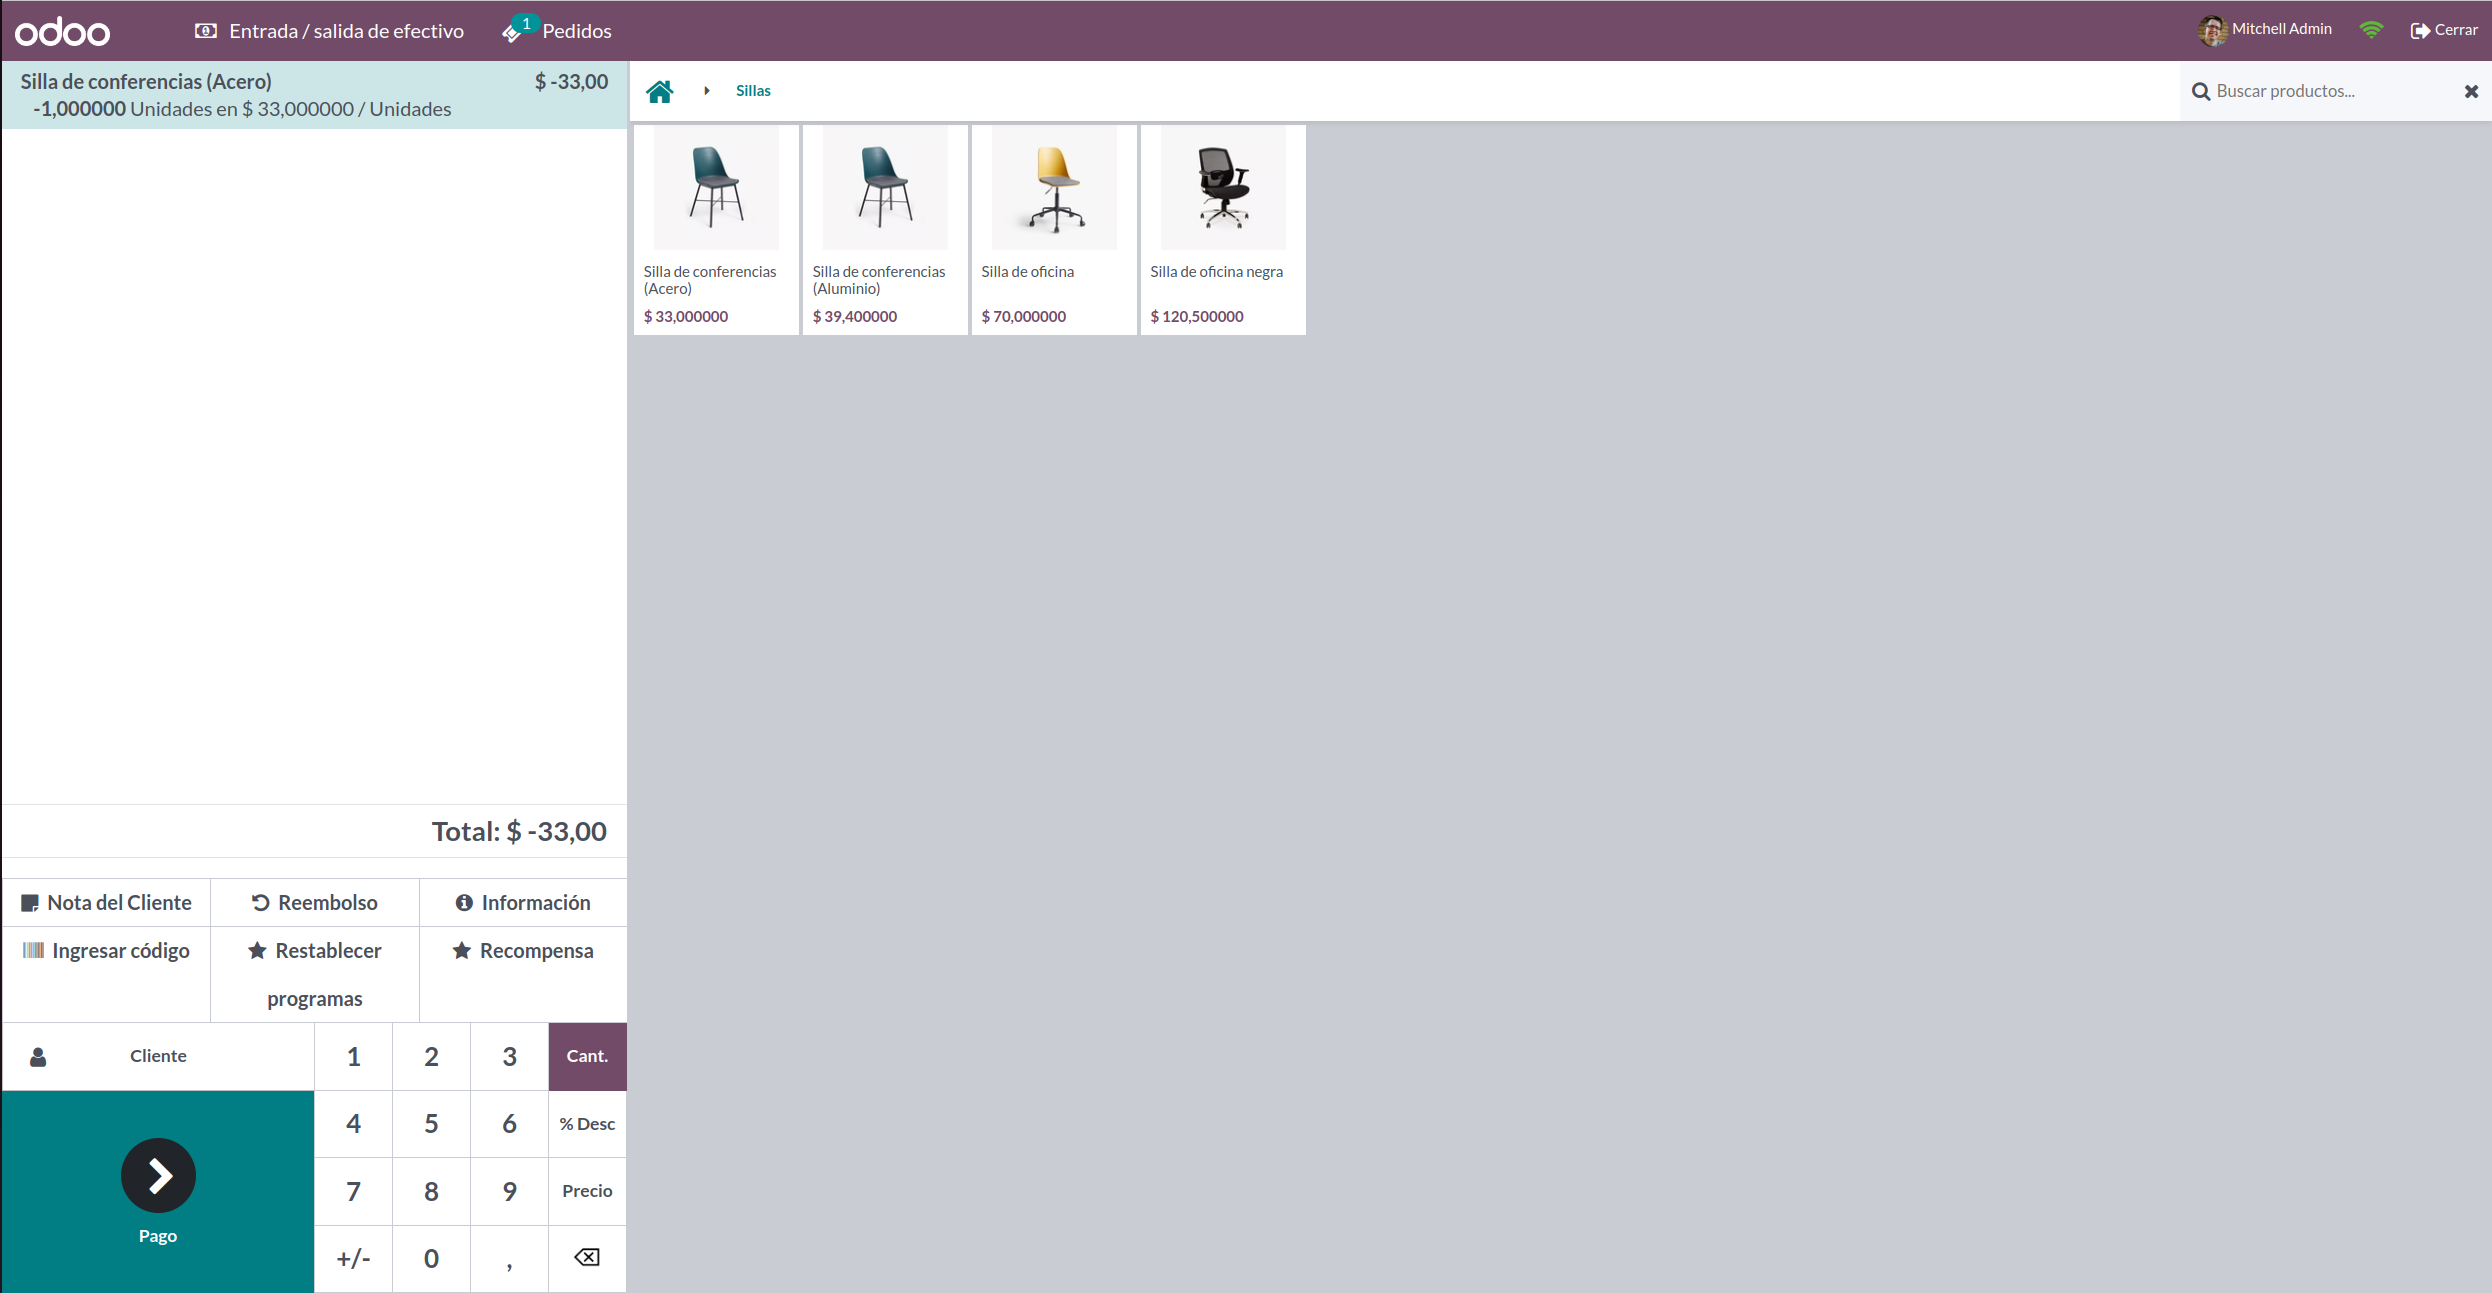 odoo
Entrada / salida de efectivo
1
Pedidos
Mitchell Admin
Cerrar
Silla de conferencias (Acero) $ -33,00
-1,000000 Unidades en $ 33,000000 / Unidades
Sillas
Buscar productos...
Silla de conferencias
(Acero)
$ 33,000000
Silla de conferencias
(Aluminio)
$ 39,400000
Silla de oficina
$ 70,000000
Silla de oficina negra
$ 120,500000
Total: $ -33,00
Nota del Cliente
Reembolso
Información
Ingresar código
Restablecer
programas
Recompensa
Cliente
Pago
1 2 3 Cant.
4 5 6 % Desc
7 8 9 Precio
+/- 0 ,